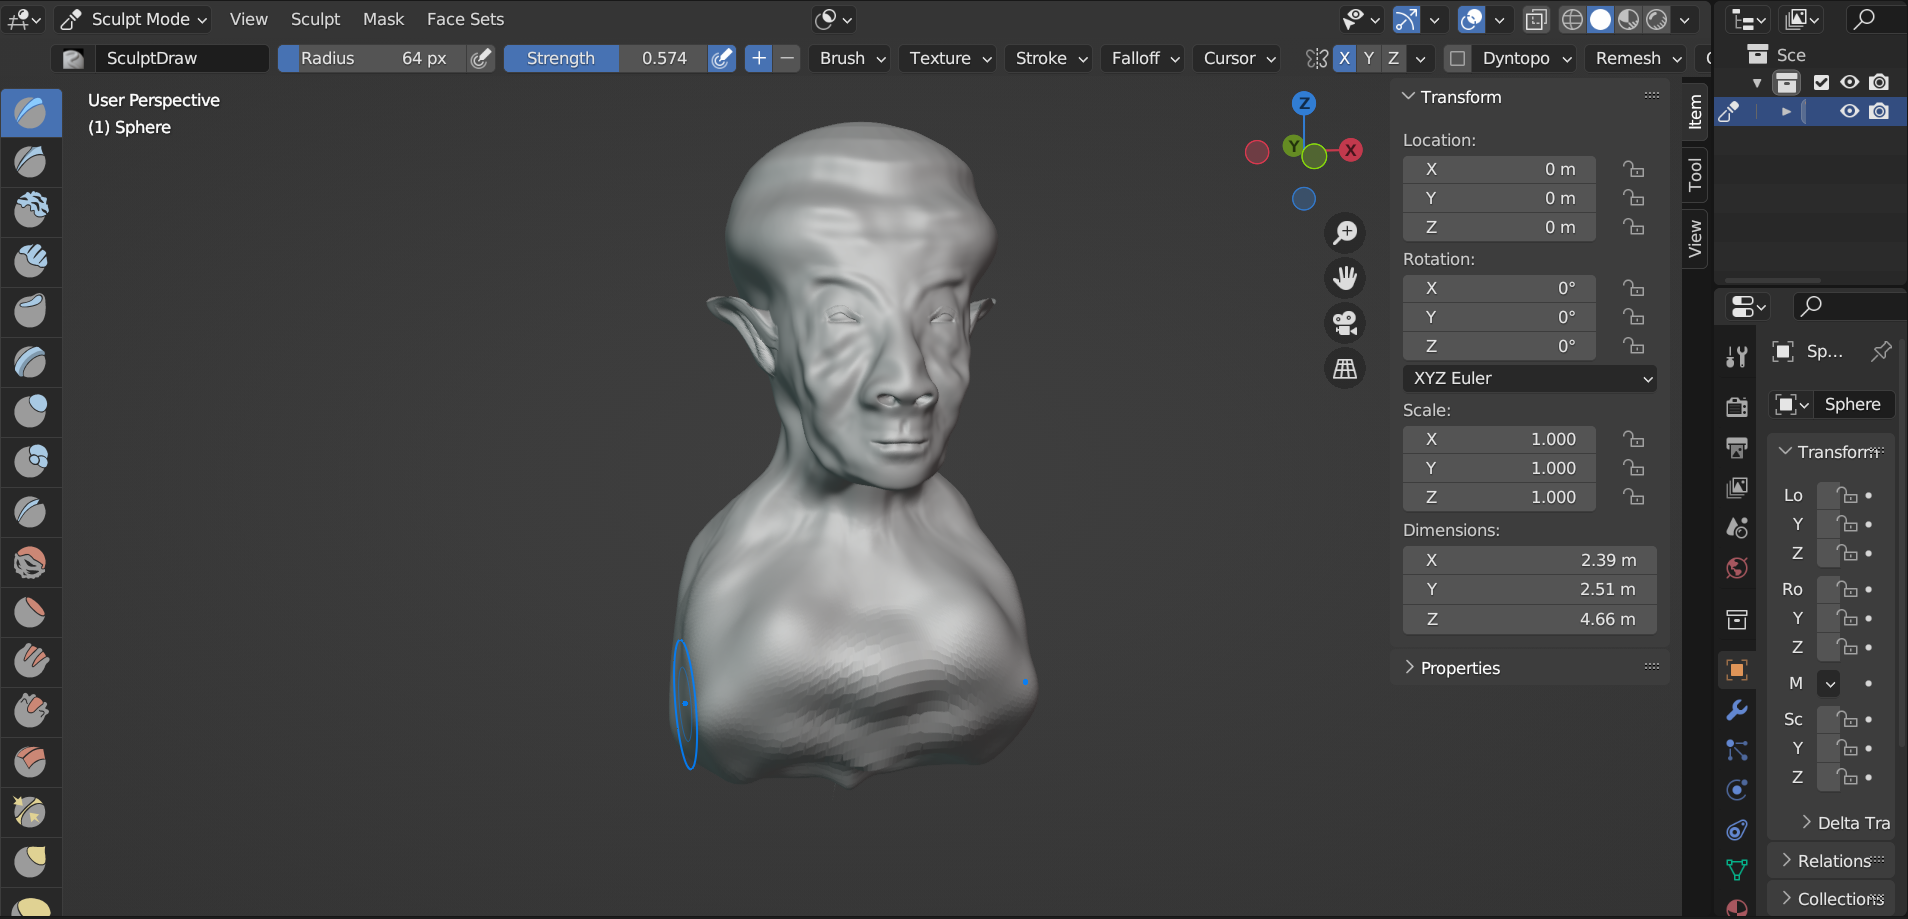 Sculpt Mode View Sculpt Mask Face Sets
SculptDraw Radius 64 px Strength 0.574 + − Brush Texture Stroke Falloff Cursor X Y Z Dyntopo Remesh
User Perspective
(1) Sphere
Z
Y
X
Transform
Location:
X 0 m
Y 0 m
Z 0 m
Rotation:
X 0°
Y 0°
Z 0°
XYZ Euler
Scale:
X 1.000
Y 1.000
Z 1.000
Dimensions:
X 2.39 m
Y 2.51 m
Z 4.66 m
Properties
Item
Tool
View
Sce
Sp...
Sphere
Transform
Lo
Y
Z
Ro
Y
Z
M
Sc
Y
Z
Delta Tra
Relations
Collections